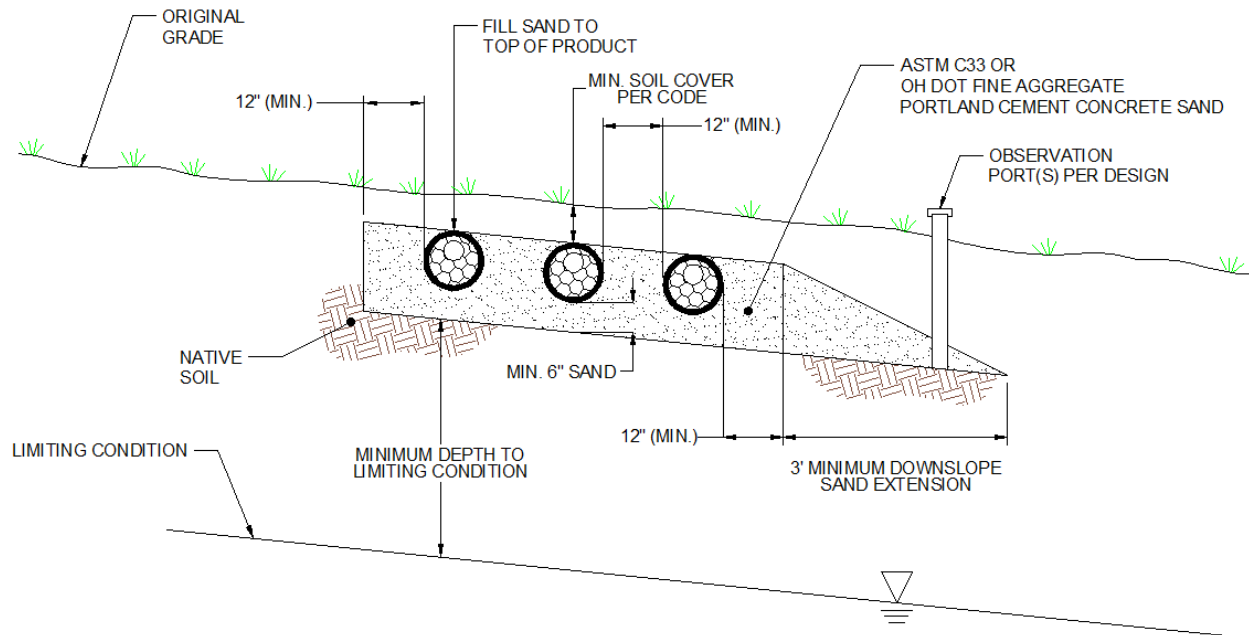 ORIGINAL
GRADE
FILL SAND TO
TOP OF PRODUCT
MIN. SOIL COVER
PER CODE
12" (MIN.)
12" (MIN.)
ASTM C33 OR
OH DOT FINE AGGREGATE
PORTLAND CEMENT CONCRETE SAND
OBSERVATION
PORT(S) PER DESIGN
NATIVE
SOIL
MIN. 6" SAND
LIMITING CONDITION
MINIMUM DEPTH TO
LIMITING CONDITION
12" (MIN.)
3' MINIMUM DOWNSLOPE
SAND EXTENSION